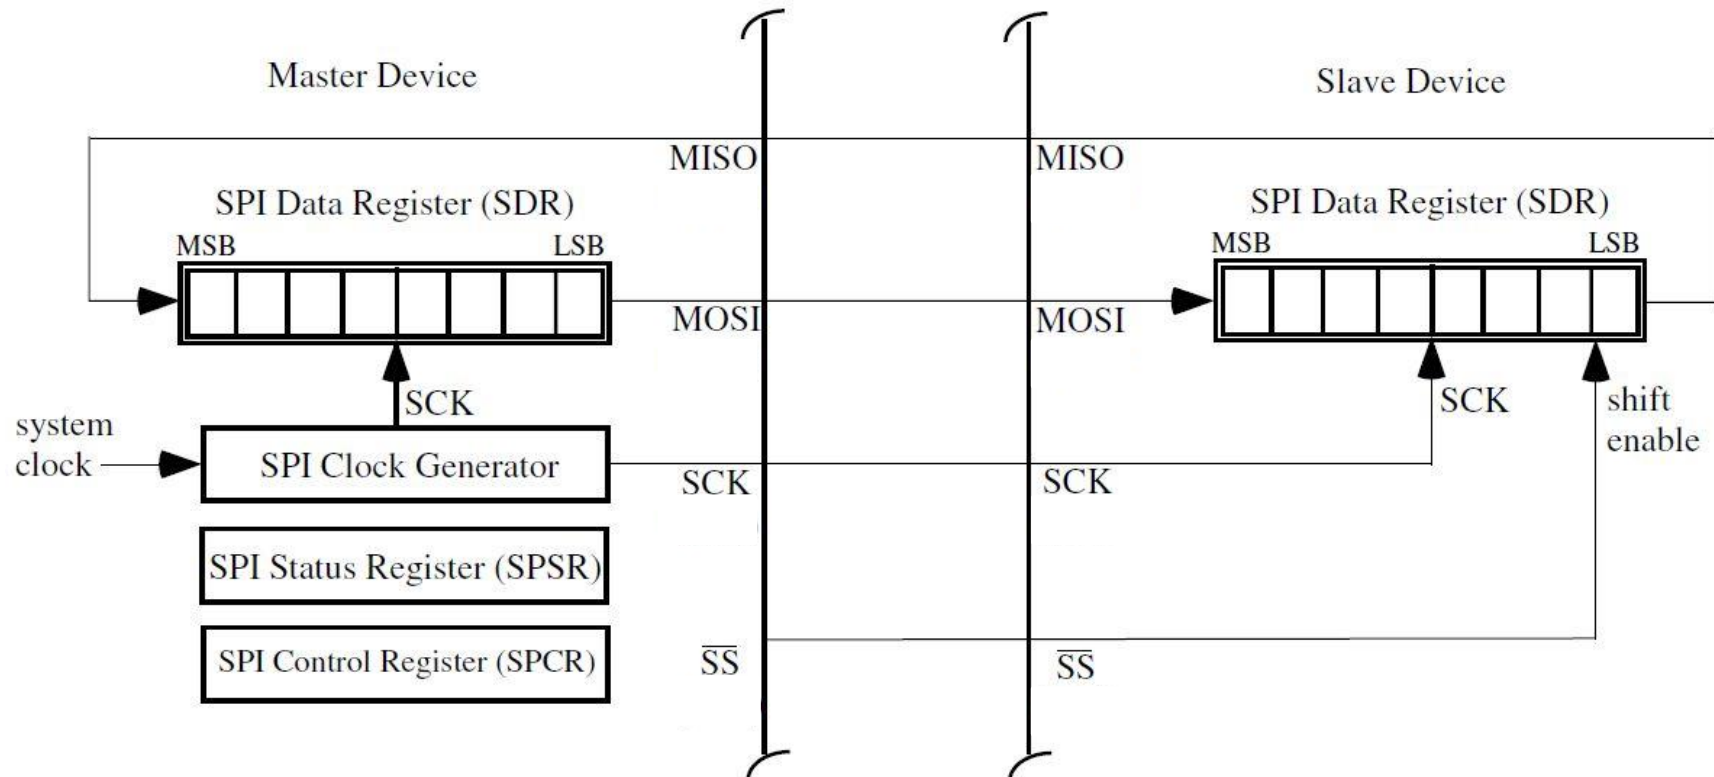 Master Device
Slave Device
MISO
MISO
SPI Data Register (SDR)
SPI Data Register (SDR)
MSB
LSB
MSB
LSB
MOSI
MOSI
SCK
SCK
shift
enable
system
clock
SPI Clock Generator
SCK
SCK
SPI Status Register (SPSR)
SPI Control Register (SPCR)
S̅S̅
S̅S̅